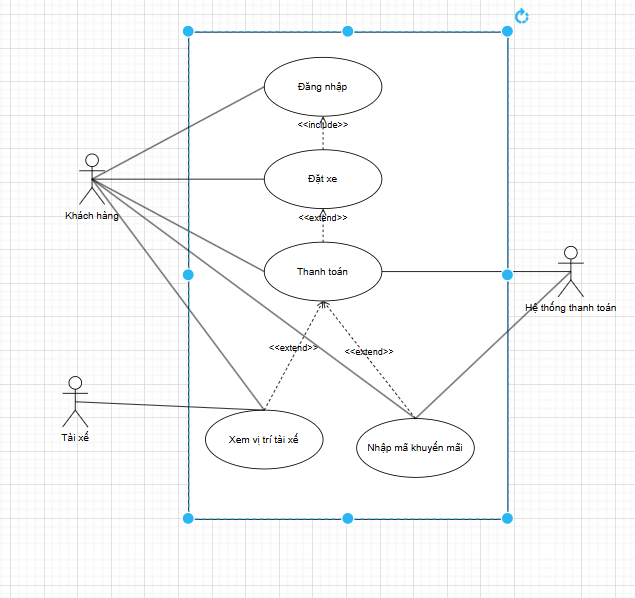 Đăng nhập
<<include>>
Đặt xe
<<extend>>
Khách hàng
Thanh toán
Hệ thống thanh toán
<<extend>>
<<extend>>
Tài xế
Xem vị trí tài xế
Nhập mã khuyến mãi